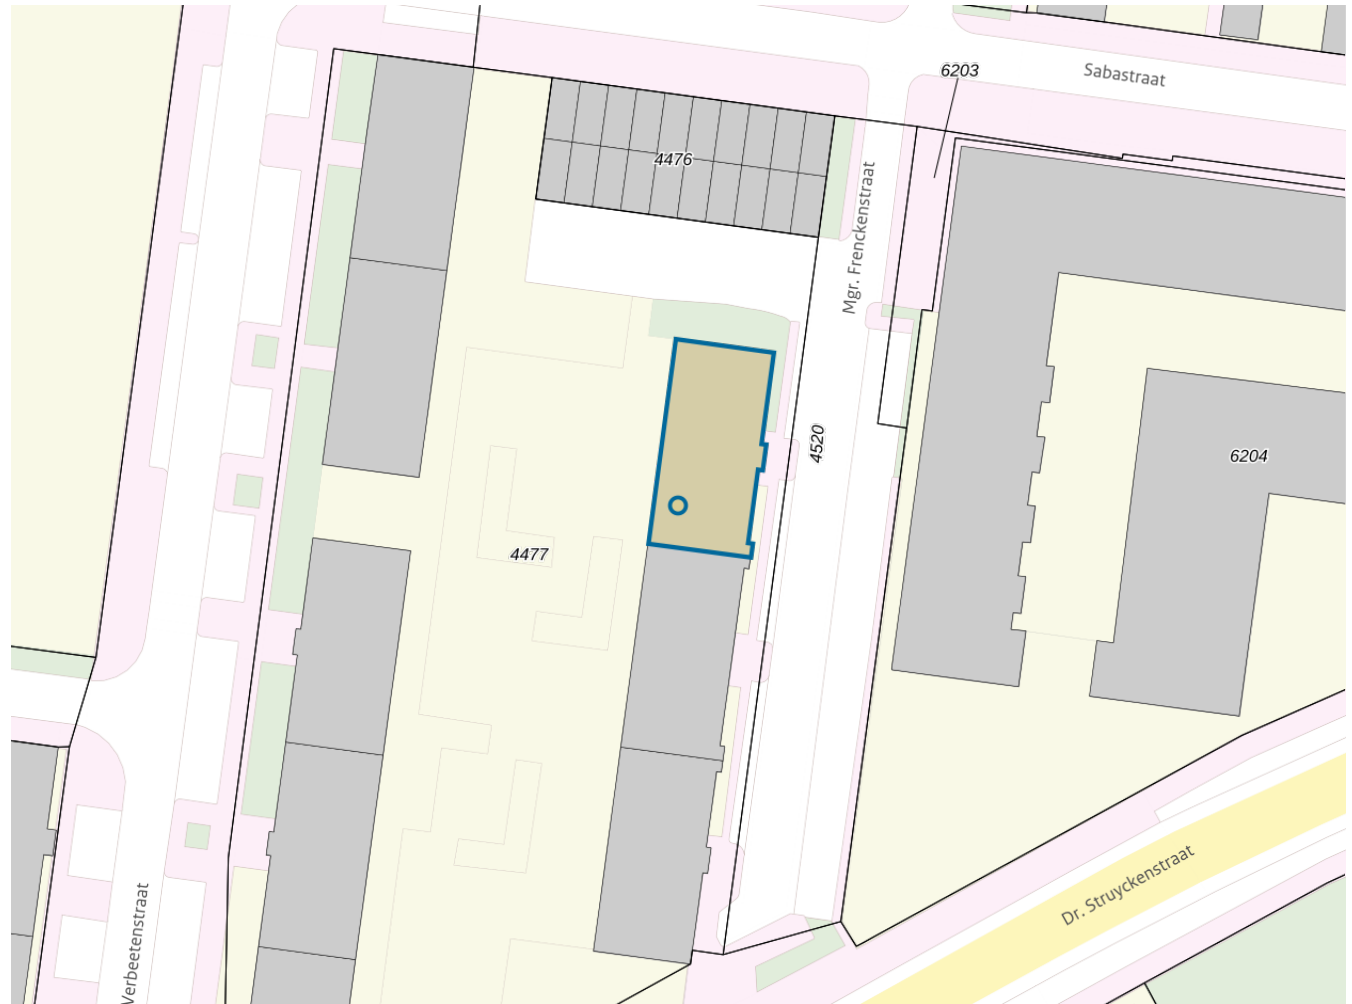 6203
Sabastraat
4476
Mgr. Frenckenstraat
4520
6204
4477
Dr. Struyckenstraat
Verbeetenstraat